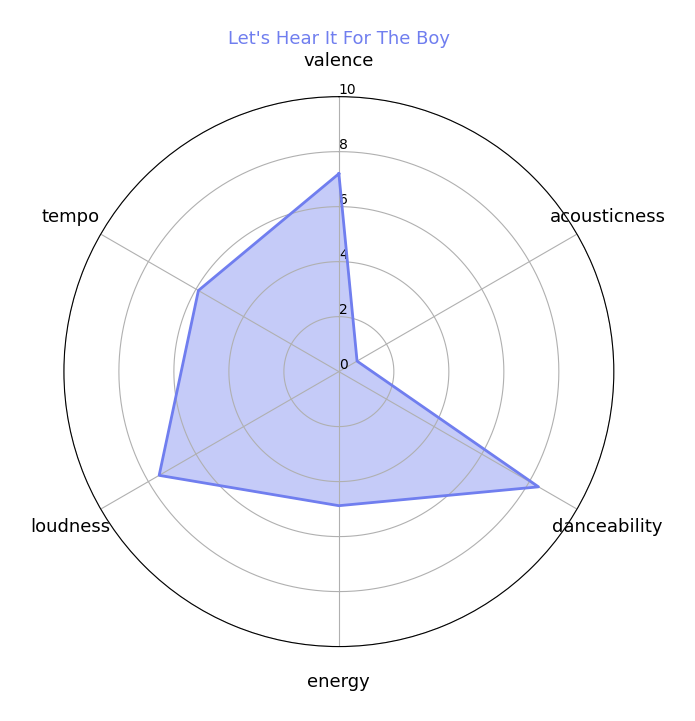 Let's Hear It For The Boy
valence
10
8
tempo
acousticness
6
4
2
0
loudness
danceability
energy